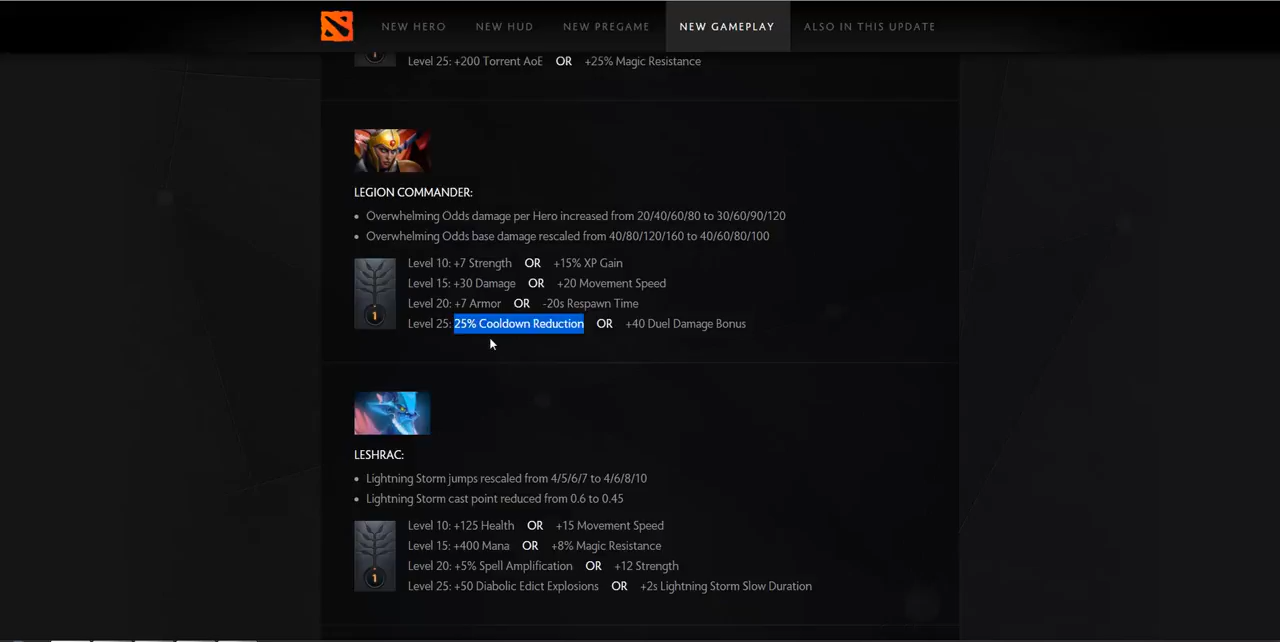 NEW HERO NEW HUD NEW PREGAME NEW GAMEPLAY ALSO IN THIS UPDATE
Level 25: +200 Torrent AoE OR +25% Magic Resistance
LEGION COMMANDER:
Overwhelming Odds damage per Hero increased from 20/40/60/80 to 30/60/90/120
Overwhelming Odds base damage rescaled from 40/80/120/160 to 40/60/80/100
Level 10: +7 Strength OR +15% XP Gain
Level 15: +30 Damage OR +20 Movement Speed
Level 20: +7 Armor OR -20s Respawn Time
1
Level 25: 25% Cooldown Reduction OR +40 Duel Damage Bonus
LESHRAC:
Lightning Storm jumps rescaled from 4/5/6/7 to 4/6/8/10
Lightning Storm cast point reduced from 0.6 to 0.45
Level 10: +125 Health OR +15 Movement Speed
Level 15: +400 Mana OR +8% Magic Resistance
Level 20: +5% Spell Amplification OR +12 Strength
1
Level 25: +50 Diabolic Edict Explosions OR +2s Lightning Storm Slow Duration